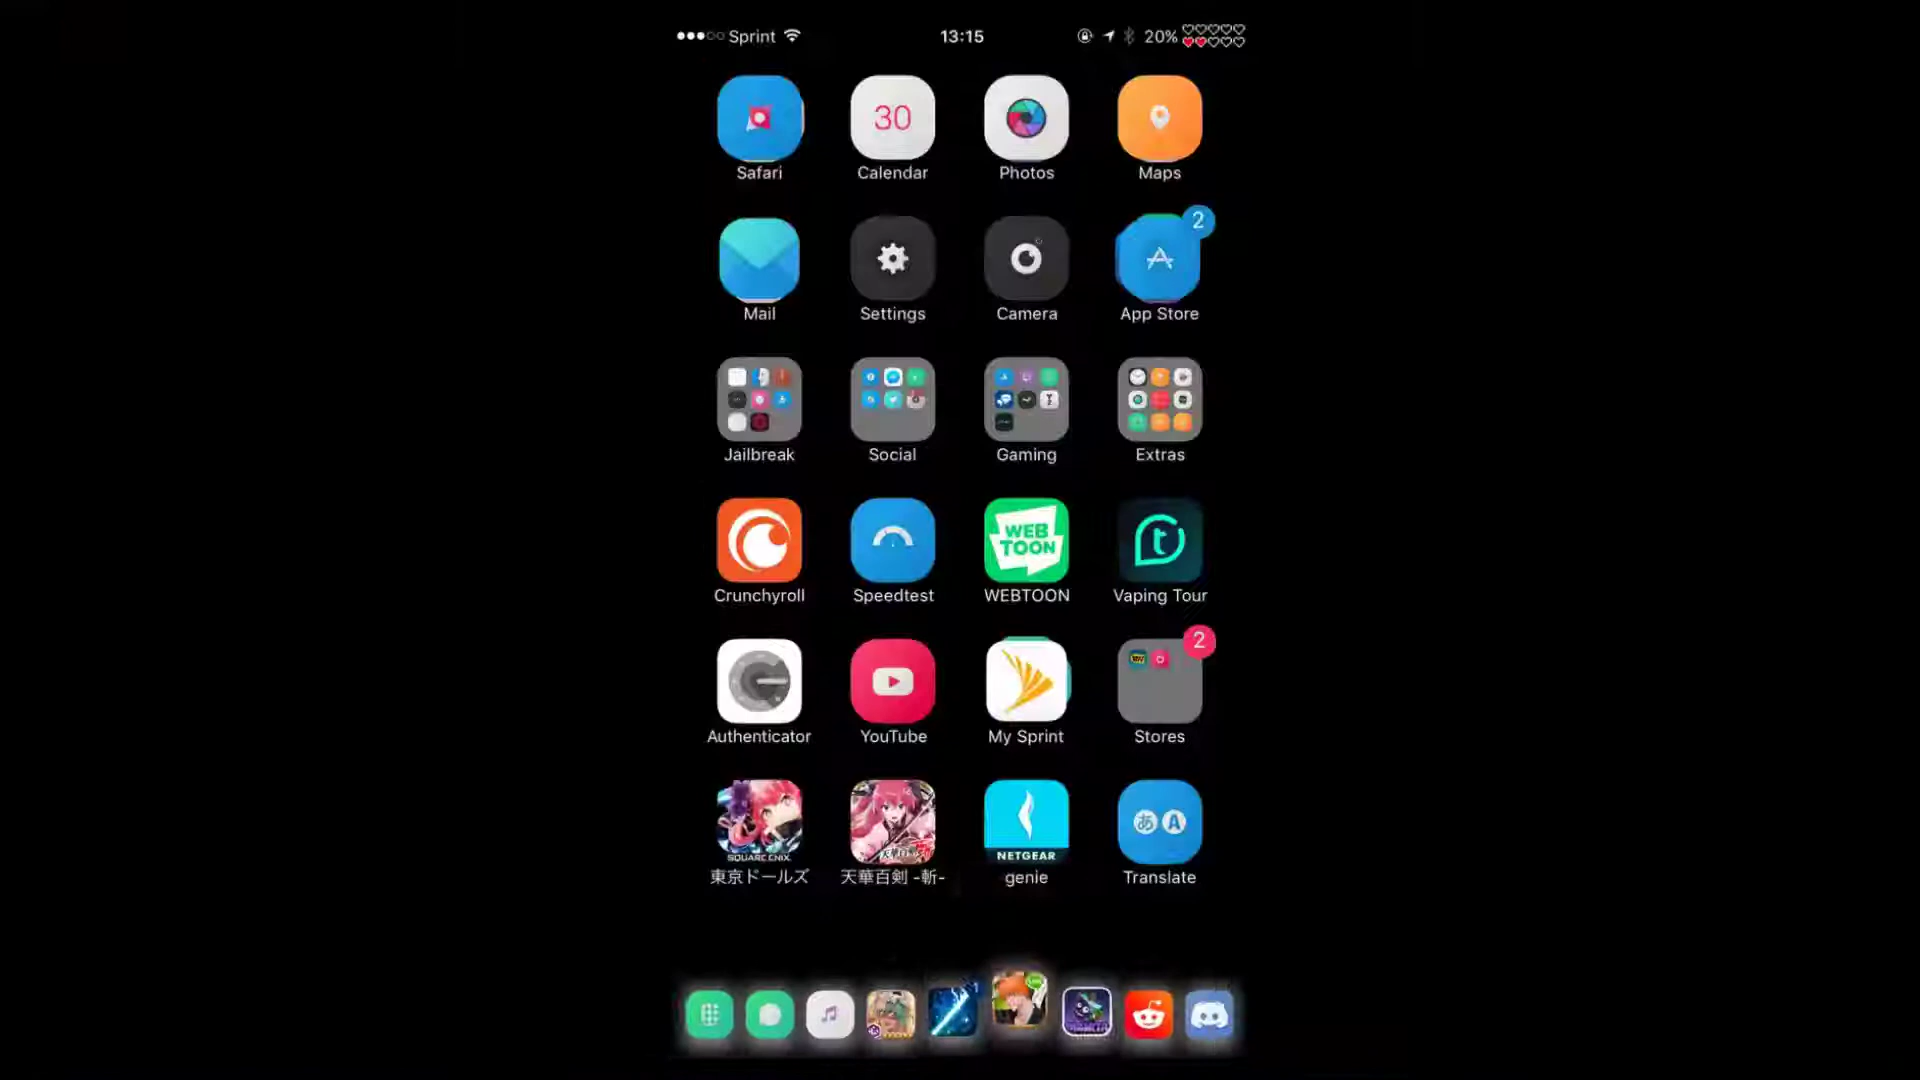 Sprint 13:15 20%
30
Safari Calendar Photos Maps
2
Mail Settings Camera App Store
Jailbreak Social Gaming Extras
WEB
TOON
Crunchyroll Speedtest WEBTOON Vaping Tour
2
Authenticator YouTube My Sprint Stores
SQUARE ENIX
NETGEAR
あ A
東京ドールズ 天華百剣 -斬- genie Translate